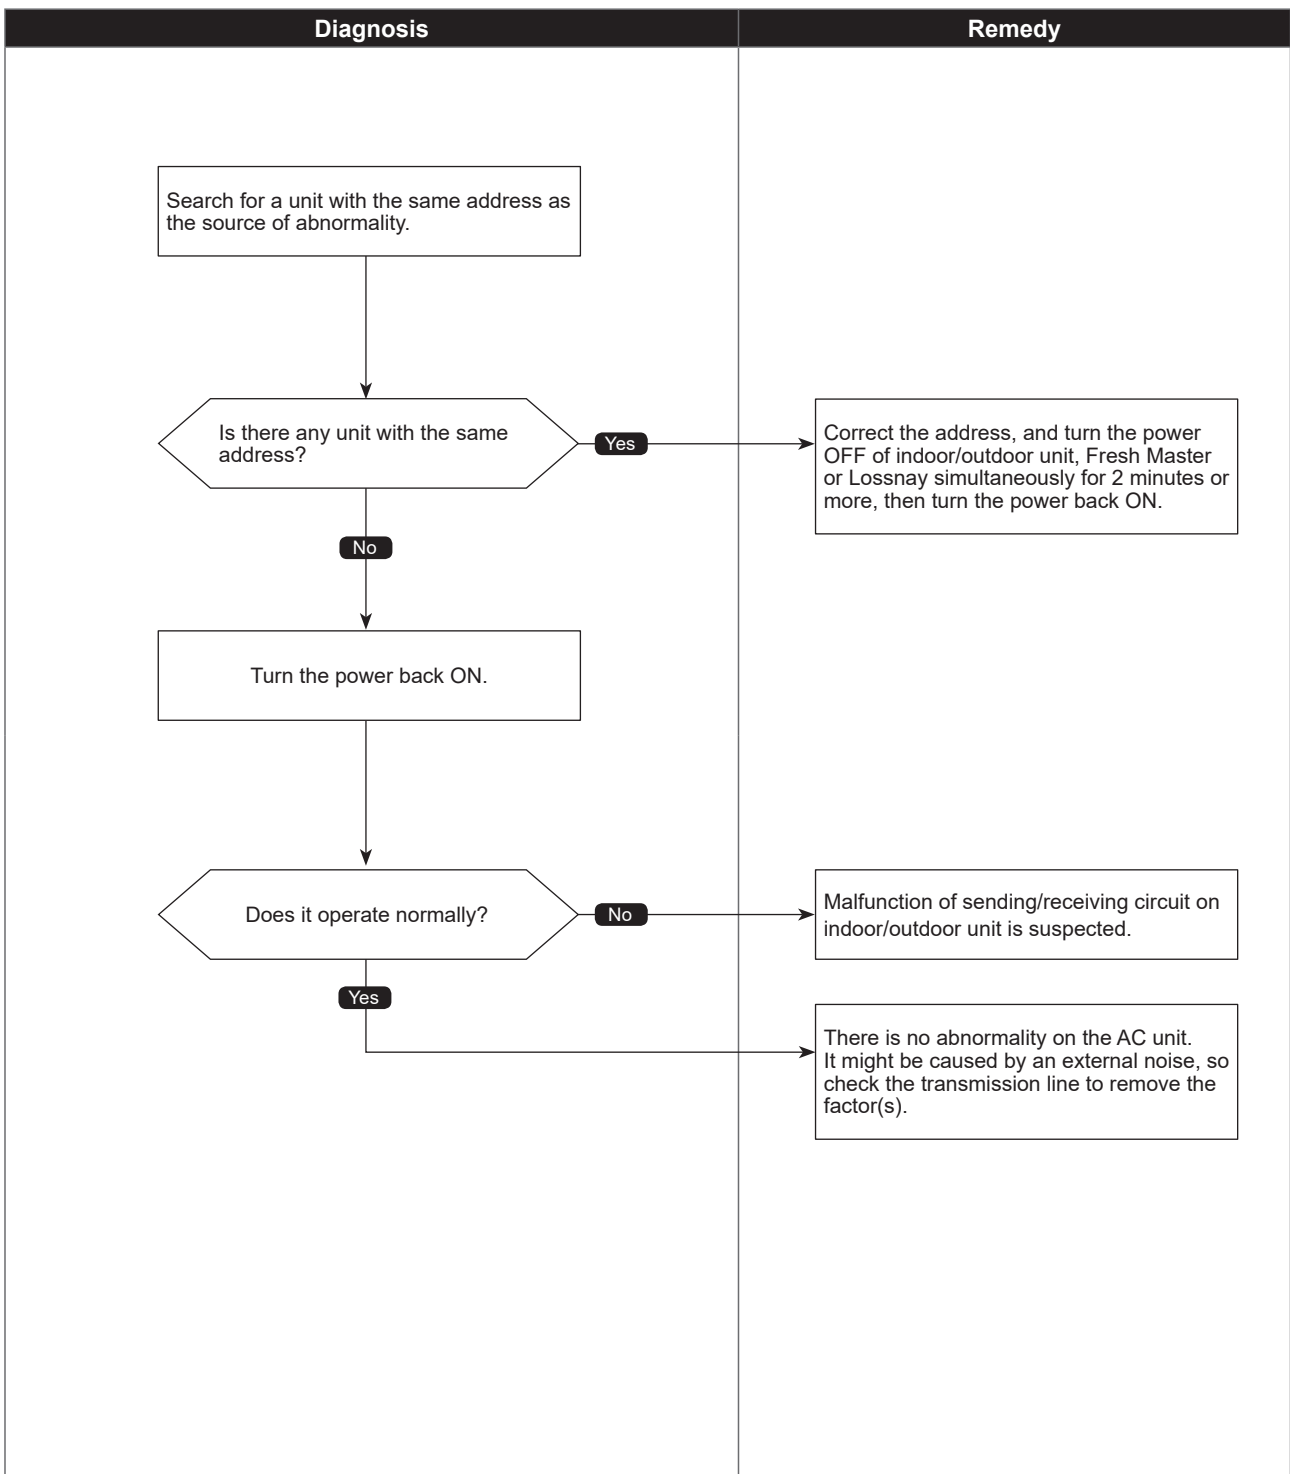 Diagnosis
Remedy
Search for a unit with the same address as
the source of abnormality.
Is there any unit with the same
address?
Yes
Correct the address, and turn the power
OFF of indoor/outdoor unit, Fresh Master
or Lossnay simultaneously for 2 minutes or
more, then turn the power back ON.
No
Turn the power back ON.
Does it operate normally?
No
Malfunction of sending/receiving circuit on
indoor/outdoor unit is suspected.
Yes
There is no abnormality on the AC unit.
It might be caused by an external noise, so
check the transmission line to remove the
factor(s).